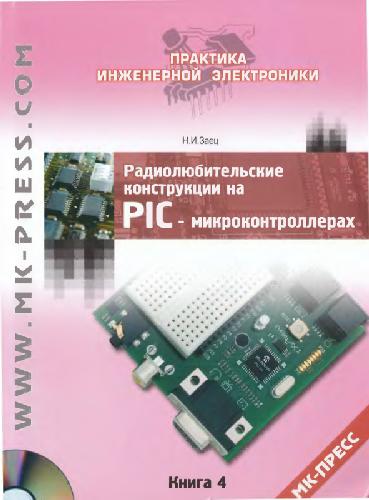 ПРАКТИКА
ИНЖЕНЕРНОЙ ЭЛЕКТРОНИКИ
Н.И.Заец
Радиолюбительские
конструкции на
PIC - микроконтроллерах
WWW.MK-PRESS.COM
Книга 4
МК-ПРЕСС